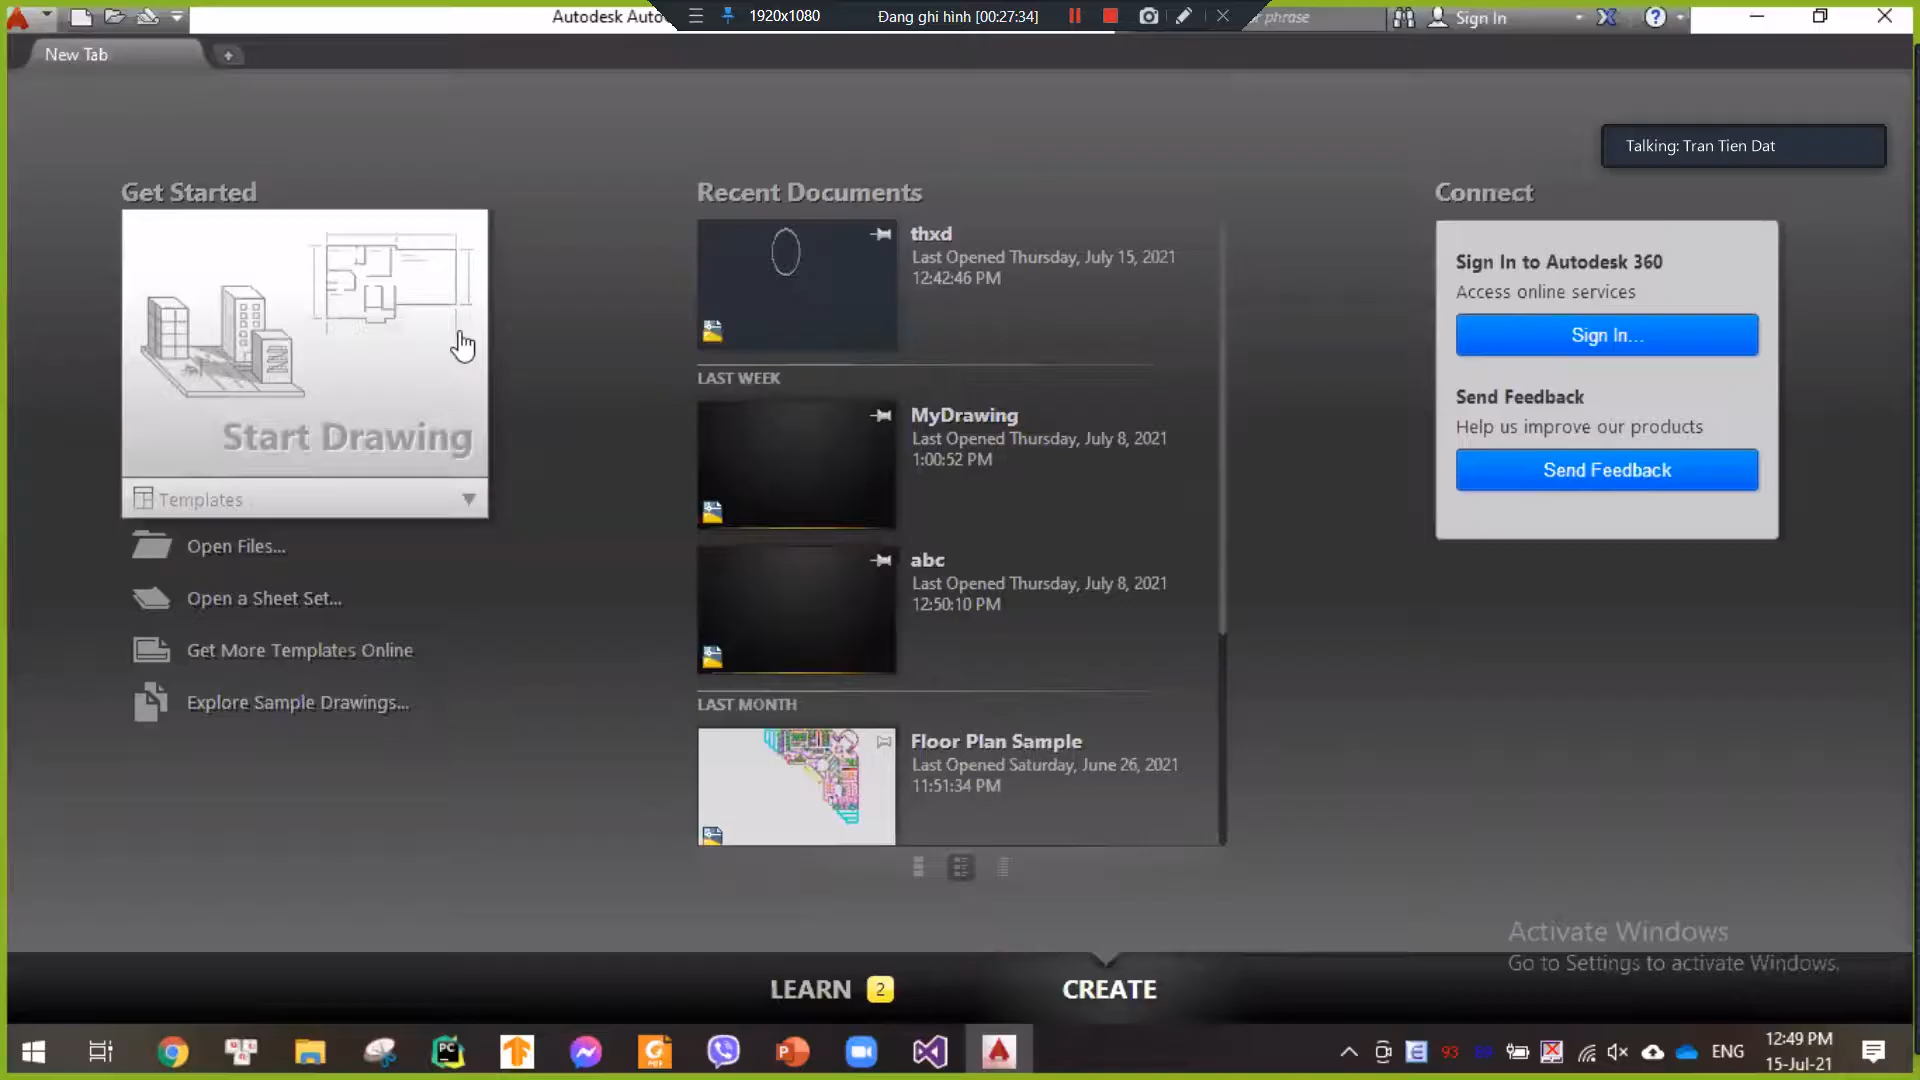 Autodesk Auto
1920x1080
Đang ghi hình [00:27:34]
r phrase
Sign In
New Tab
Talking: Tran Tien Dat
Get Started
Start Drawing
Templates
Open Files...
Open a Sheet Set...
Get More Templates Online
Explore Sample Drawings...
Recent Documents
thxd
Last Opened Thursday, July 15, 2021
12:42:46 PM
LAST WEEK
MyDrawing
Last Opened Thursday, July 8, 2021
1:00:52 PM
abc
Last Opened Thursday, July 8, 2021
12:50:10 PM
LAST MONTH
Floor Plan Sample
Last Opened Saturday, June 26, 2021
11:51:34 PM
Connect
Sign In to Autodesk 360
Access online services
Sign In...
Send Feedback
Help us improve our products
Send Feedback
Activate Windows
Go to Settings to activate Windows.
LEARN 2
CREATE
93
ENG
12:49 PM
15-Jul-21